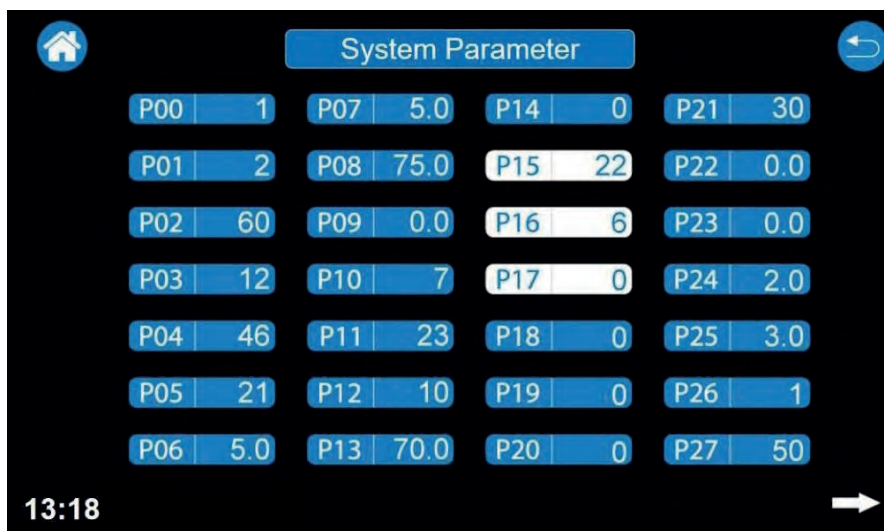 System Parameter
P00 1 P07 5.0 P14 0 P21 30
P01 2 P08 75.0 P15 22 P22 0.0
P02 60 P09 0.0 P16 6 P23 0.0
P03 12 P10 7 P17 0 P24 2.0
P04 46 P11 23 P18 0 P25 3.0
P05 21 P12 10 P19 0 P26 1
P06 5.0 P13 70.0 P20 0 P27 50
13:18